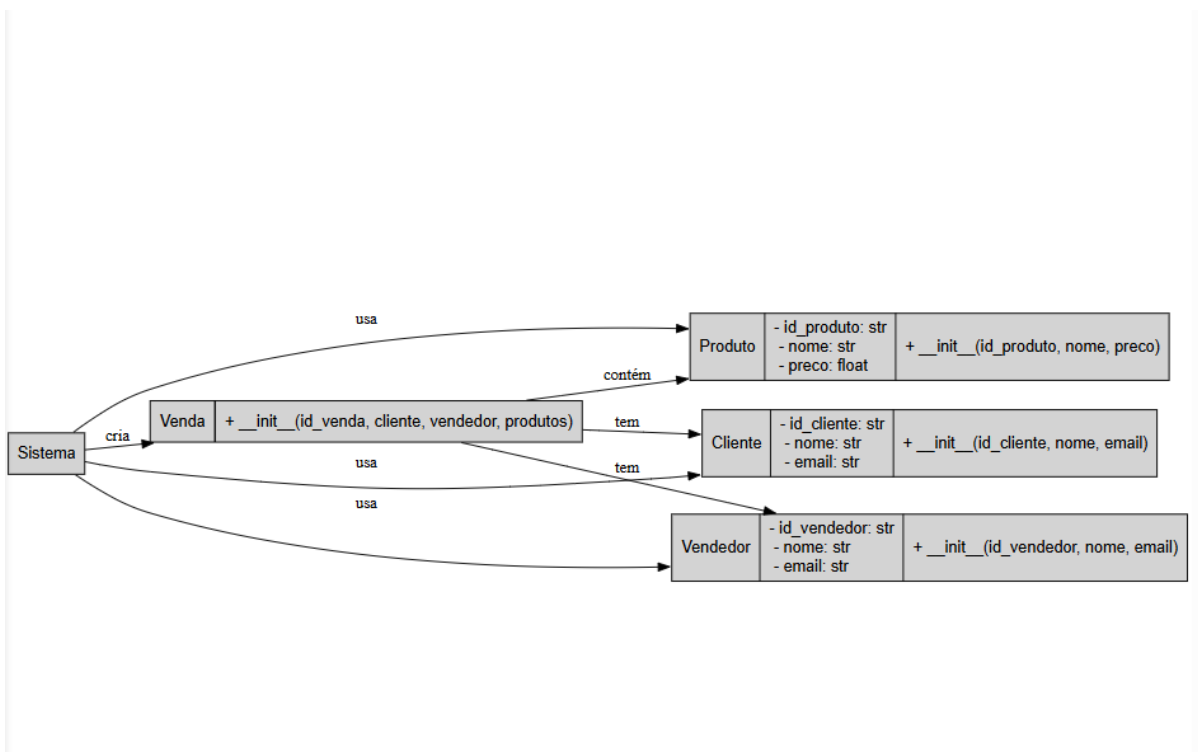 usa
Produto
- id_produto: str
- nome: str
- preco: float
+ __init__(id_produto, nome, preco)
contém
Venda
+ __init__(id_venda, cliente, vendedor, produtos)
tem
Cliente
- id_cliente: str
- nome: str
- email: str
+ __init__(id_cliente, nome, email)
Sistema
cria
usa
tem
usa
Vendedor
- id_vendedor: str
- nome: str
- email: str
+ __init__(id_vendedor, nome, email)